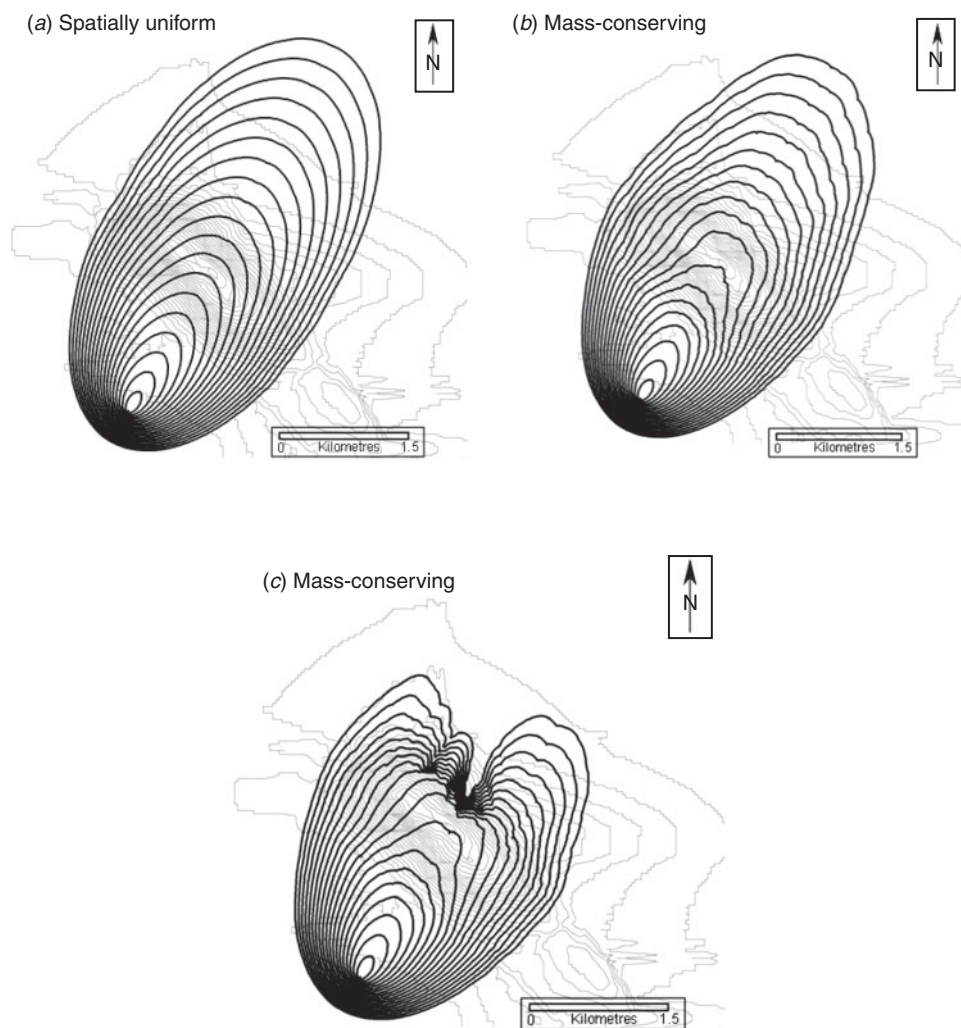 (a) Spatially uniform
N
(b) Mass-conserving
N
0 Kilometres 1.5
0 Kilometres 1.5
(c) Mass-conserving
N
0 Kilometres 1.5